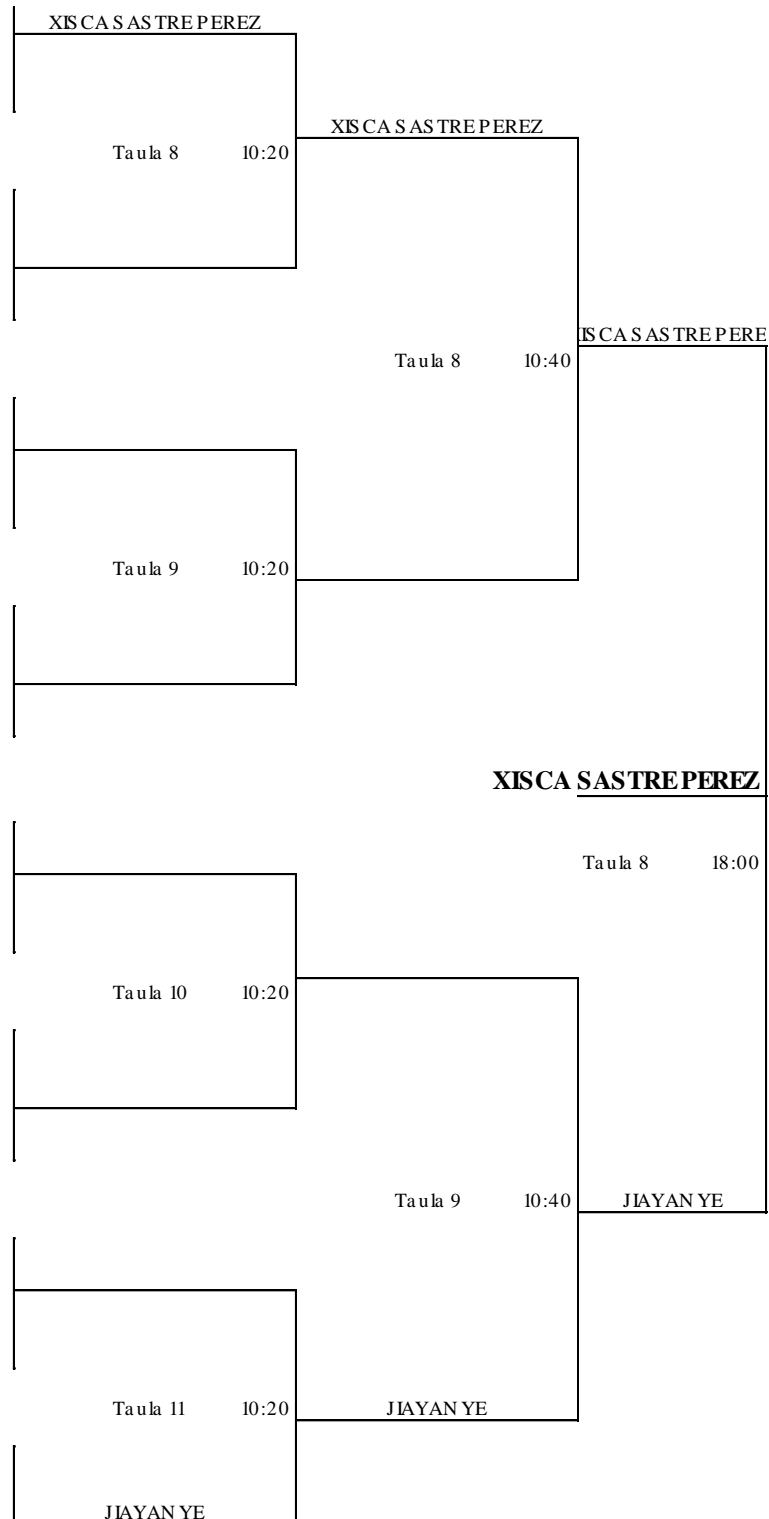 XISCA SASTRE PEREZ
XISCA SASTRE PEREZ
Taula 8 10:20
XISCA SASTRE PERE
Taula 8 10:40
Taula 9 10:20
XISCA SASTRE PEREZ
Taula 8 18:00
Taula 10 10:20
Taula 9 10:40 JIAYAN YE
Taula 11 10:20 JIAYAN YE
JIAYAN YE